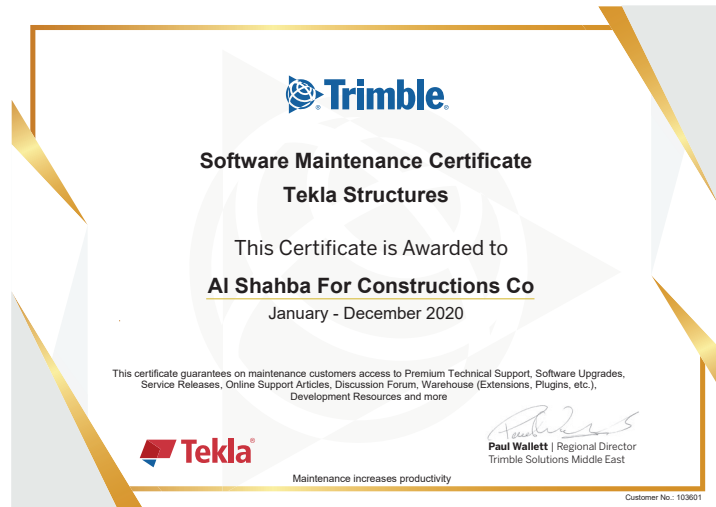 Trimble.
Software Maintenance Certificate
Tekla Structures
This Certificate is Awarded to
Al Shahba For Constructions Co
January - December 2020
This certificate guarantees on maintenance customers access to Premium Technical Support, Software Upgrades,
Service Releases, Online Support Articles, Discussion Forum, Warehouse (Extensions, Plugins, etc.),
Development Resources and more
Tekla®
Paul Wallett | Regional Director
Trimble Solutions Middle East
Maintenance increases productivity
Customer No.: 103601